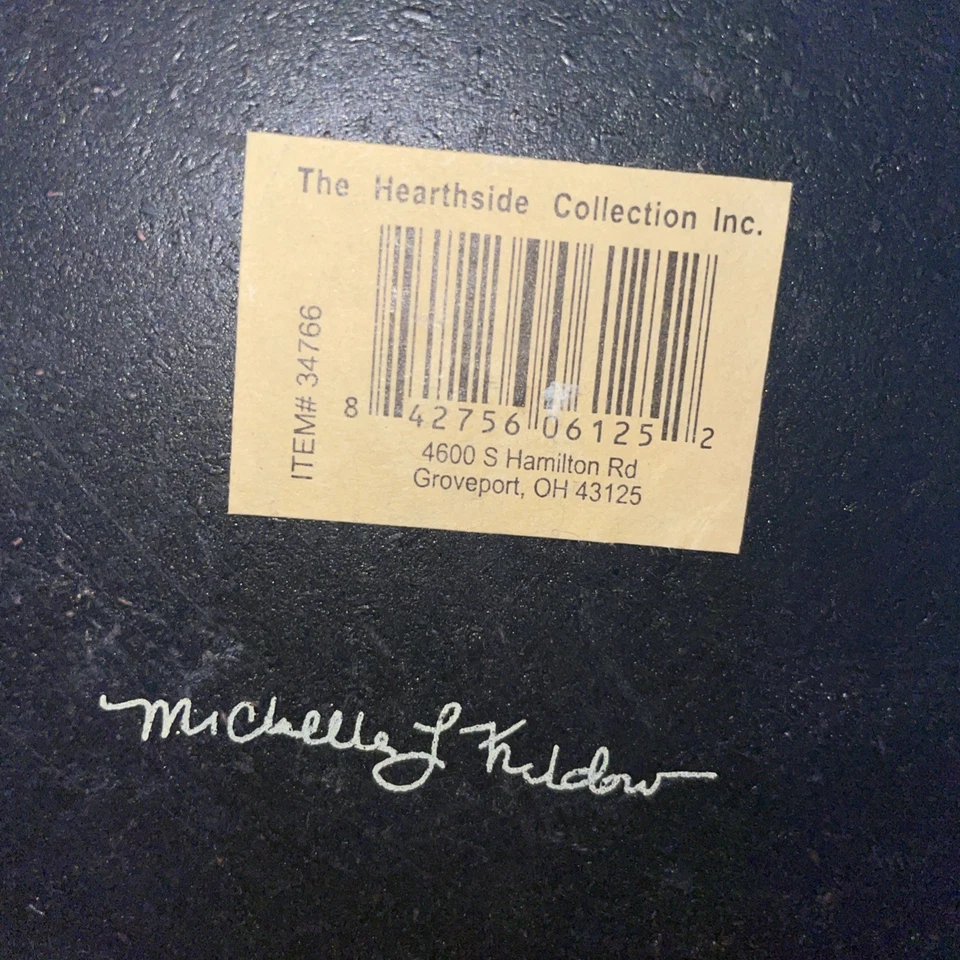 The Hearthside Collection Inc.
ITEM# 34766
8 42756 06125 2
4600 S Hamilton Rd
Groveport, OH 43125
Michelle L Kildow